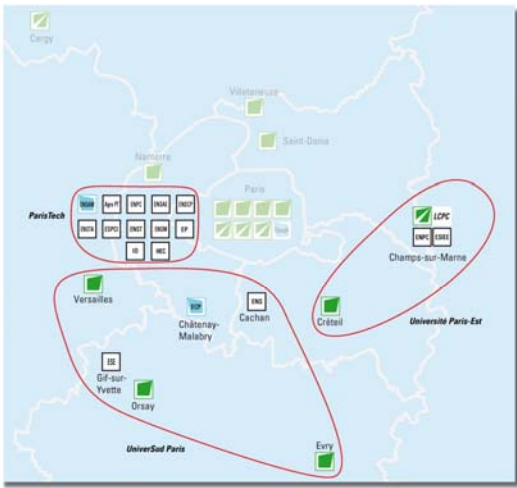 Cergy
Villetaneuse
Saint-Denis
Nanterre
Paris
ParisTech
ENSAM Agro PT ENPC ENSAE ENSCP
ENSTA ESPCI ENST ENSM EP
IO HEC
LCPC
ENPC ESIEE
Champs-sur-Marne
Versailles
ECP
Châtenay-
Malabry
ENS
Cachan
Créteil
Université Paris-Est
ESE
Gif-sur-
Yvette
Orsay
UniverSud Paris
Evry